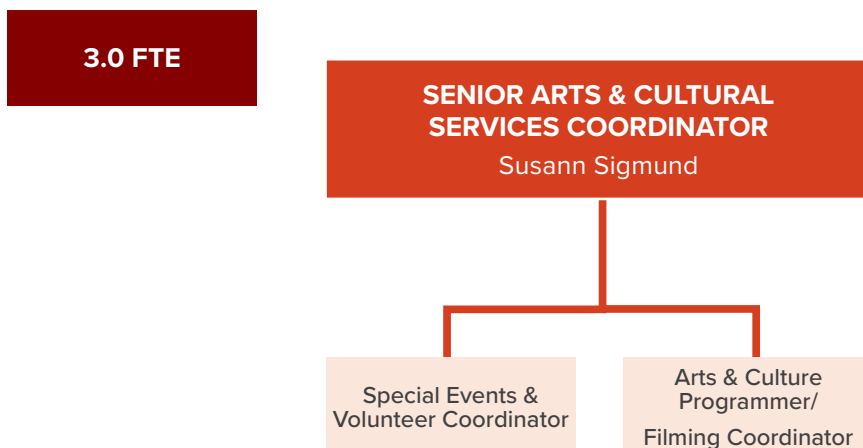 3.0 FTE
SENIOR ARTS & CULTURAL
SERVICES COORDINATOR
Susann Sigmund
Special Events &
Volunteer Coordinator
Arts & Culture
Programmer/
Filming Coordinator